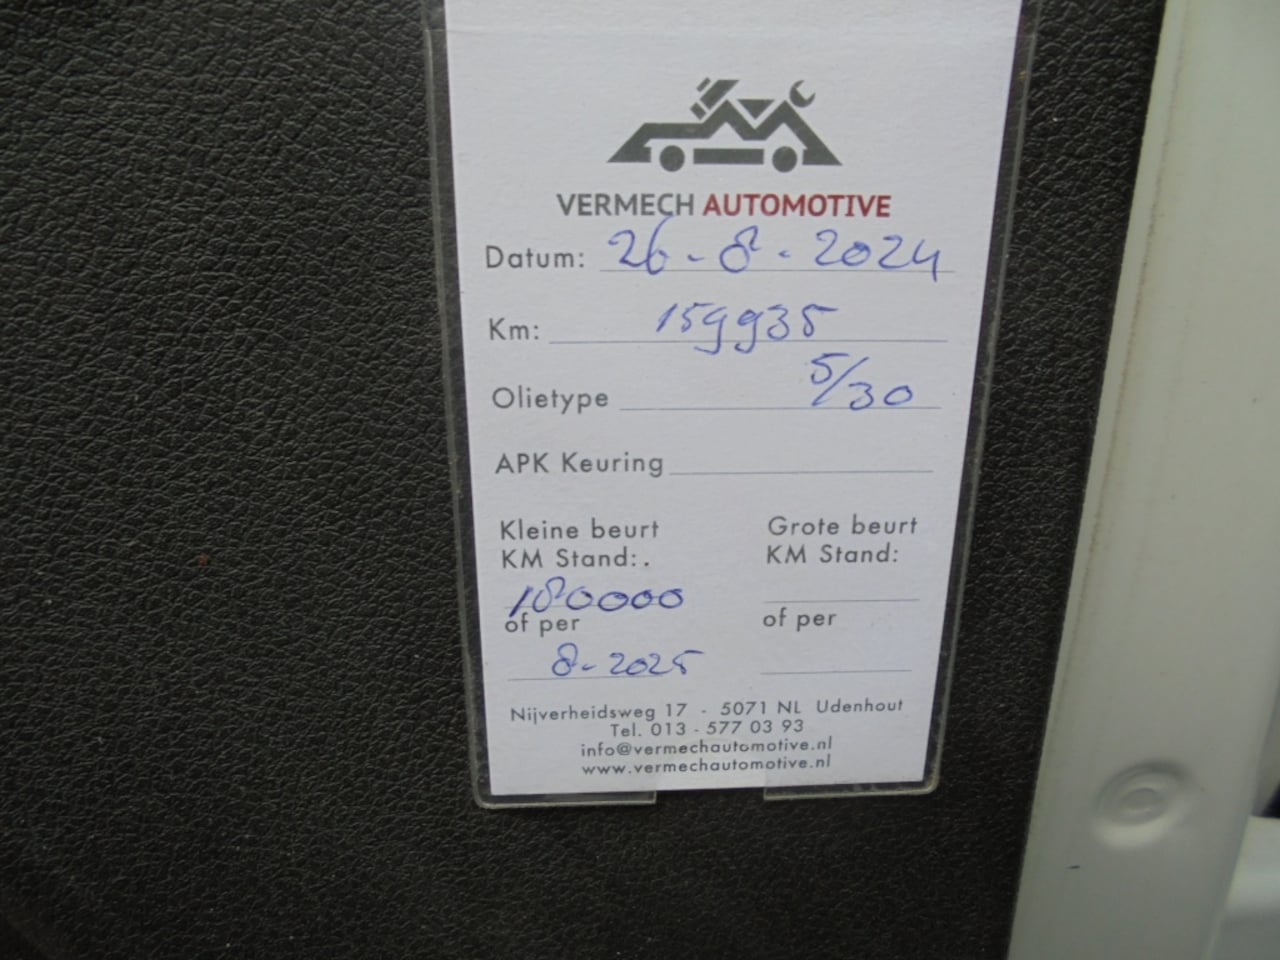 VERMECH AUTOMOTIVE
Datum: 26-8-2024
Km: 159935
Olietype 5/30
APK Keuring
Kleine beurt Grote beurt
KM Stand:. KM Stand:
180000
of per of per
8-2025
Nijverheidsweg 17 - 5071 NL Udenhout
Tel. 013 - 577 03 93
info@vermechautomotive.nl
www.vermechautomotive.nl